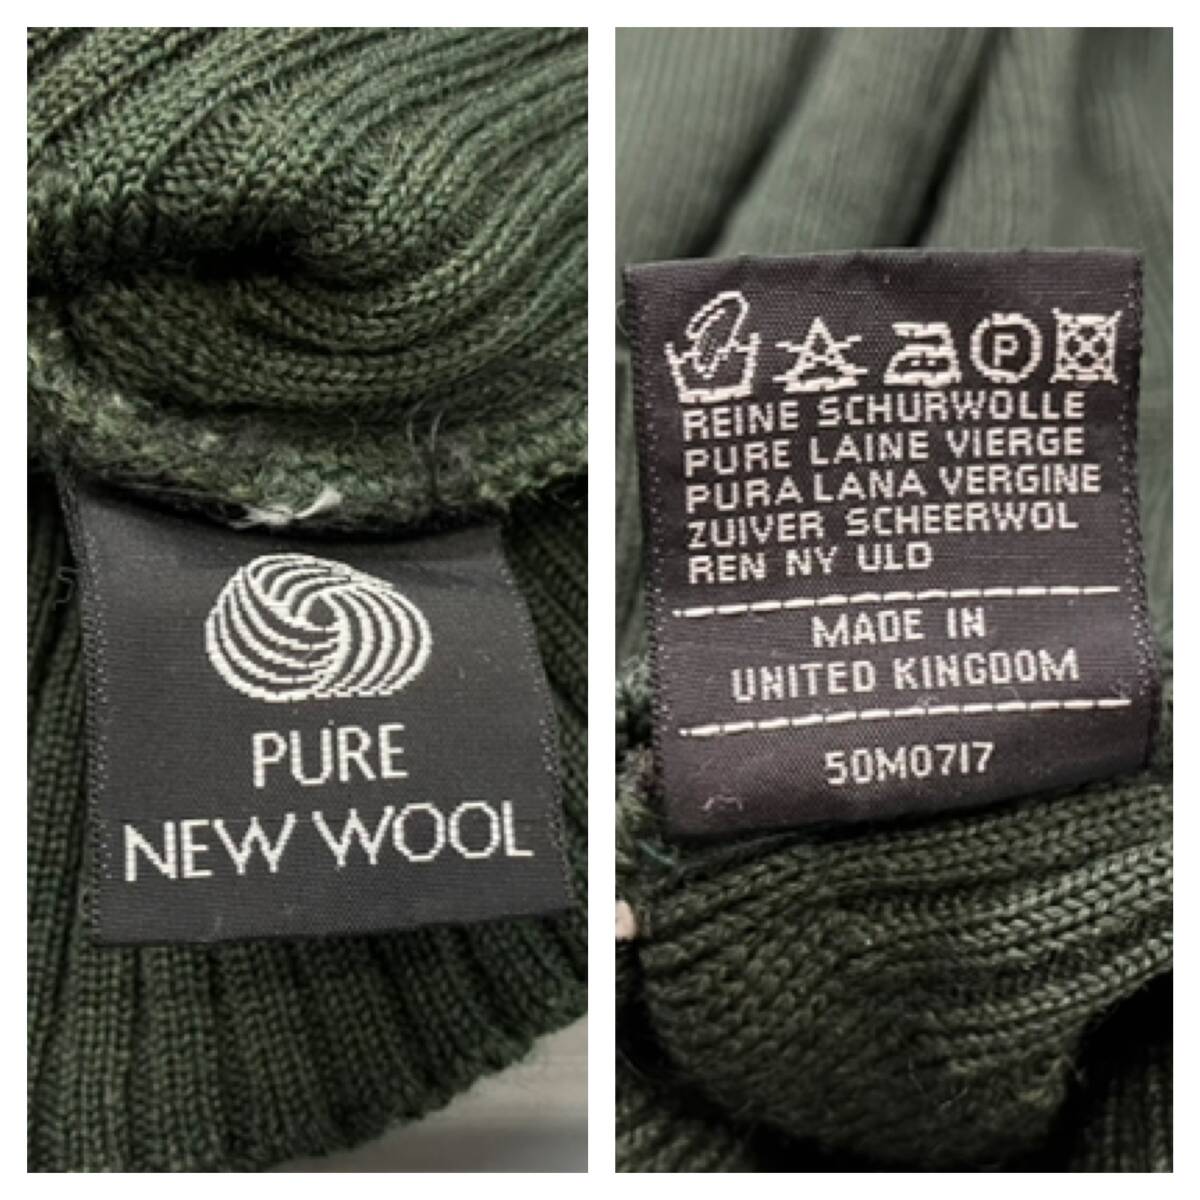 PURE
NEW WOOL
P
REINE SCHURWOLLE
PURE LAINE VIERGE
PURA LANA VERGINE
ZUIVER SCHEERWOL
REN NY ULD
MADE IN
UNITED KINGDOM
50M0717